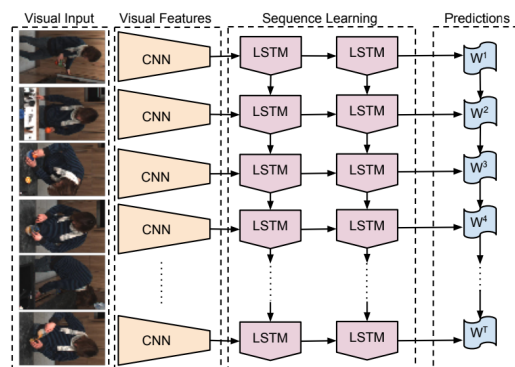 Visual Input Visual Features Sequence Learning Predictions
CNN LSTM LSTM W¹
CNN LSTM LSTM W²
CNN LSTM LSTM W³
CNN LSTM LSTM W⁴
CNN LSTM LSTM Wᵀ